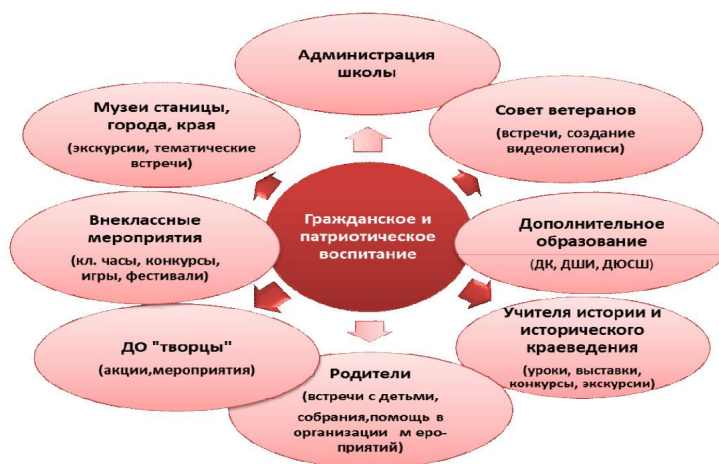 Администрация
школы
Музеи станицы,
города, края
(экскурсии, тематические
встречи)
Совет ветеранов
(встречи, создание
видеолетописи)
Внеклассные
мероприятия
(кл. часы, конкурсы,
игры, фестивали)
Гражданское и
патриотическое
воспитание
Дополнительное
образование
(ДК, ДШИ, ДЮСШ)
ДО "творцы"
(акции,мероприятия)
Учителя истории и
исторического
краеведения
(уроки, выставки,
конкурсы, экскурсии)
Родители
(встречи с детьми,
собрания,помощь в
организации м еро-
приятий)